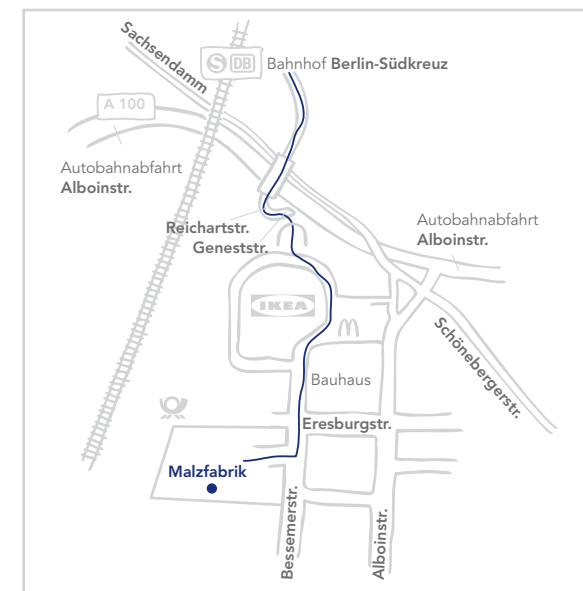 Sachsendamm
S DB Bahnhof Berlin-Südkreuz
A 100
Autobahnabfahrt
Alboinstr.
Reichartstr.
Geneststr.
Autobahnabfahrt
Alboinstr.
IKEA
Schönebergerstr.
Bauhaus
Eresburgstr.
Malzfabrik
Bessemerstr.
Alboinstr.